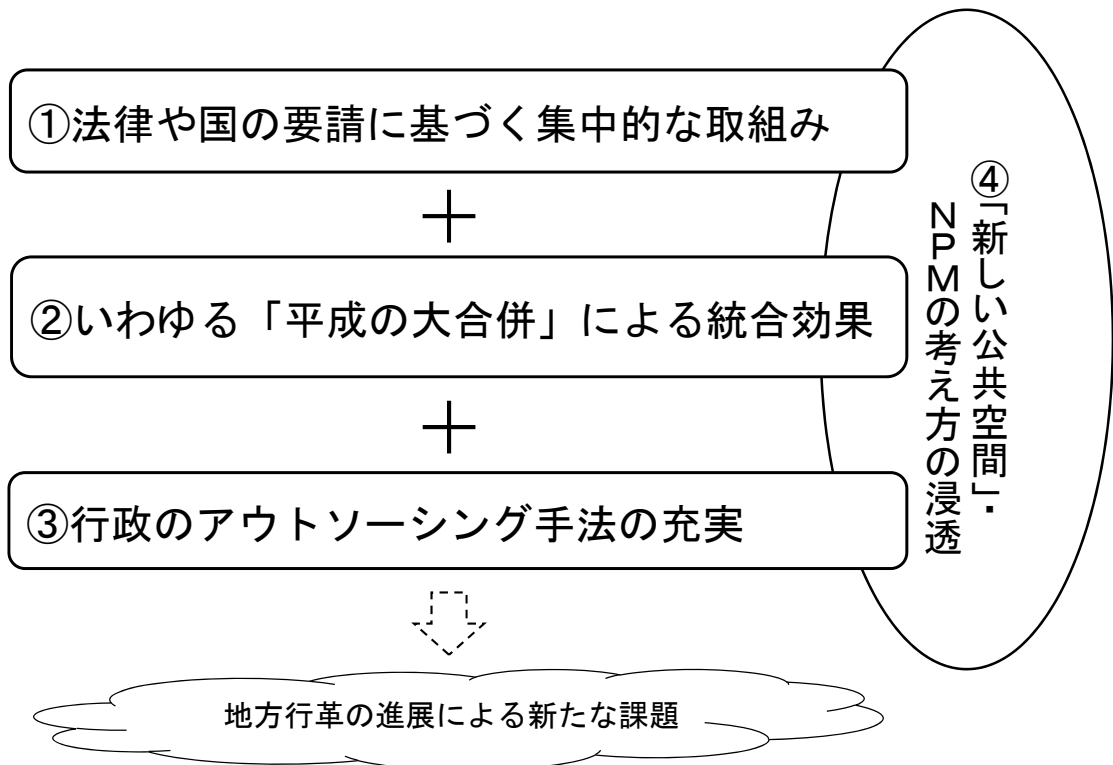 ①法律や国の要請に基づく集中的な取組み
＋
②いわゆる「平成の大合併」による統合効果
＋
③行政のアウトソーシング手法の充実
④「新しい公共空間」・
ＮＰＭの考え方の浸透
地方行革の進展による新たな課題